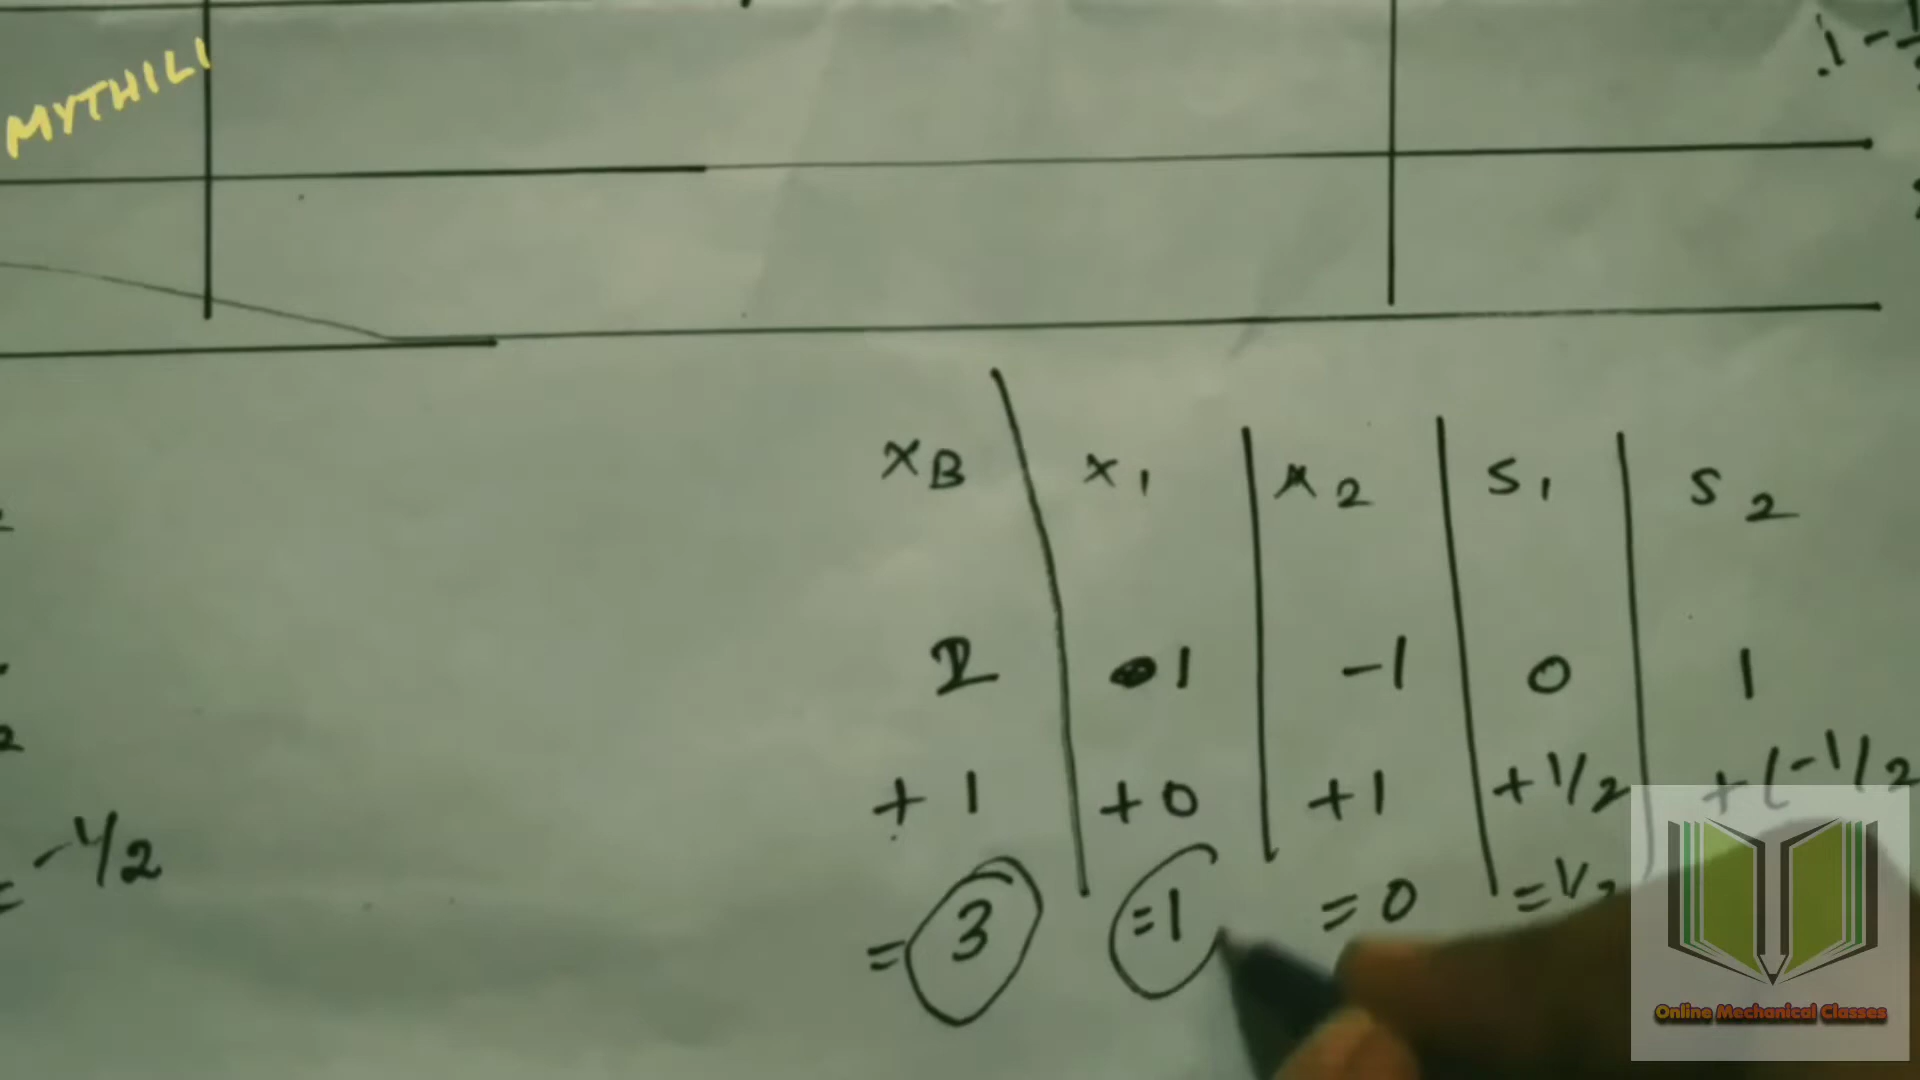 MYTHILI
xB x1 x2 S1 S2
2 1 -1 0 1
+1 +0 +1 +1/2 +(-1/2
-1/2
=3 =1 =0
Online Mechanical Classes